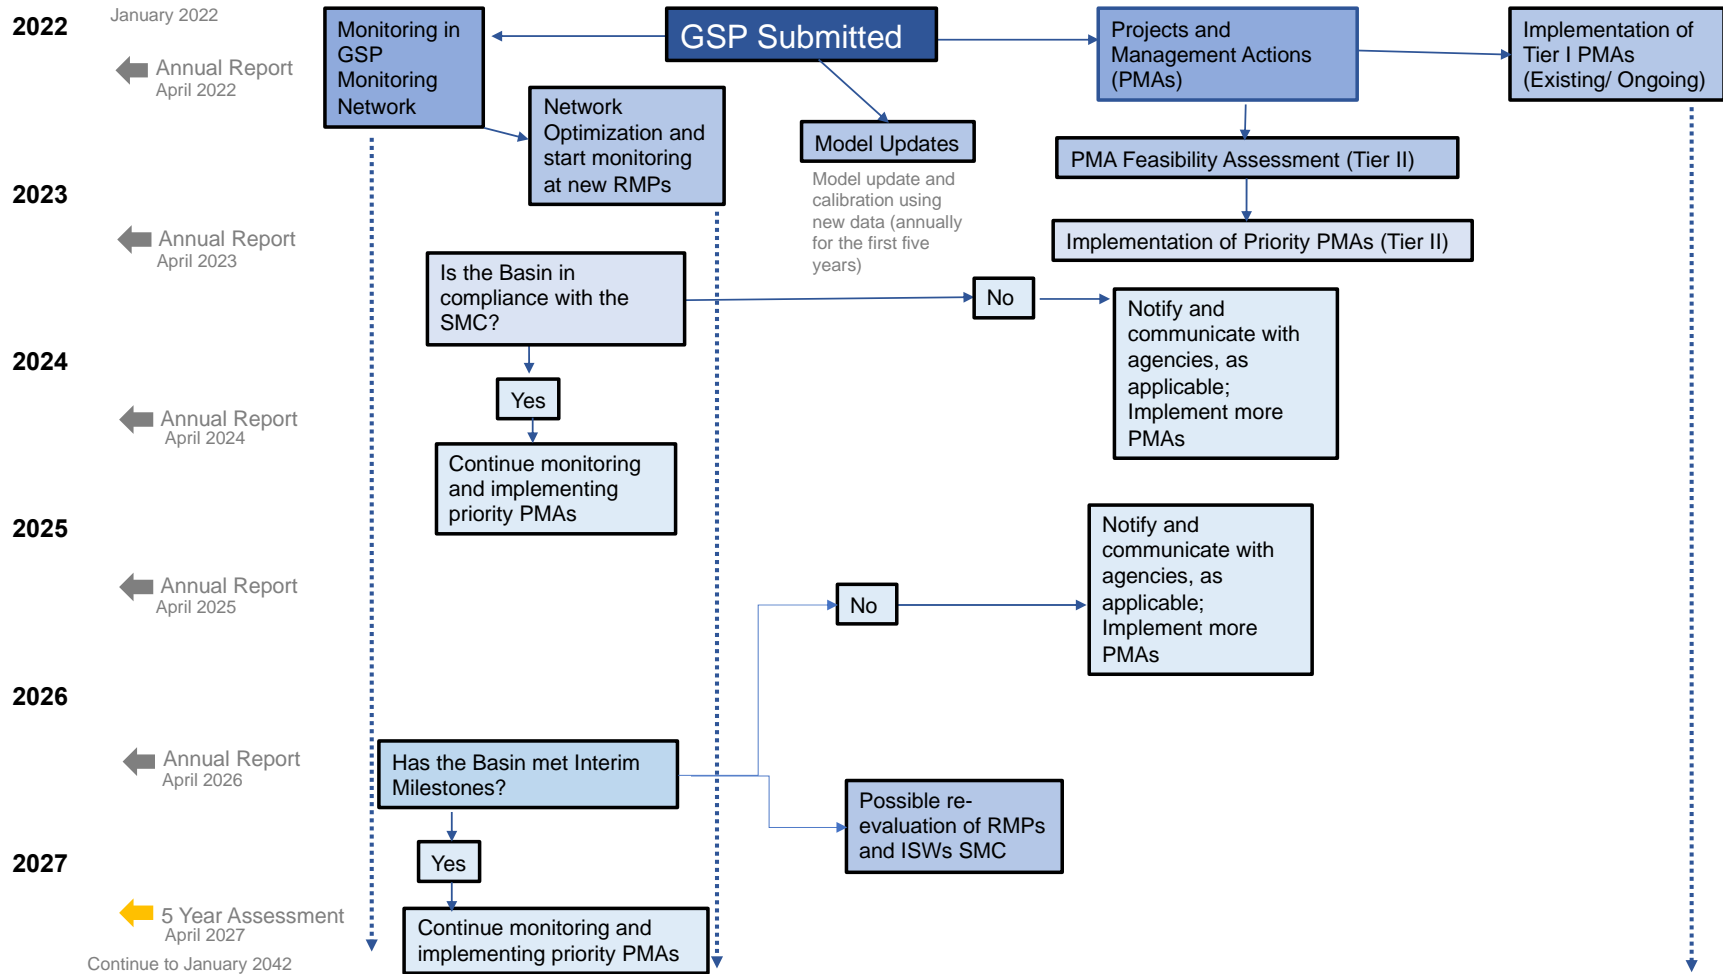 2022
January 2022
Annual Report
April 2022
Monitoring in
GSP
Monitoring
Network
GSP Submitted
Projects and
Management Actions
(PMAs)
Implementation of
Tier I PMAs
(Existing/ Ongoing)
Network
Optimization and
start monitoring
at new RMPs
Model Updates
Model update and
calibration using
new data (annually
for the first five
years)
PMA Feasibility Assessment (Tier II)
Implementation of Priority PMAs (Tier II)
2023
Annual Report
April 2023
Is the Basin in
compliance with the
SMC?
No
Notify and
communicate with
agencies, as
applicable;
Implement more
PMAs
2024
Yes
Annual Report
April 2024
Continue monitoring
and implementing
priority PMAs
2025
Annual Report
April 2025
No
Notify and
communicate with
agencies, as
applicable;
Implement more
PMAs
2026
Annual Report
April 2026
Has the Basin met Interim
Milestones?
Possible re-
evaluation of RMPs
and ISWs SMC
2027
Yes
5 Year Assessment
April 2027
Continue monitoring and
implementing priority PMAs
Continue to January 2042